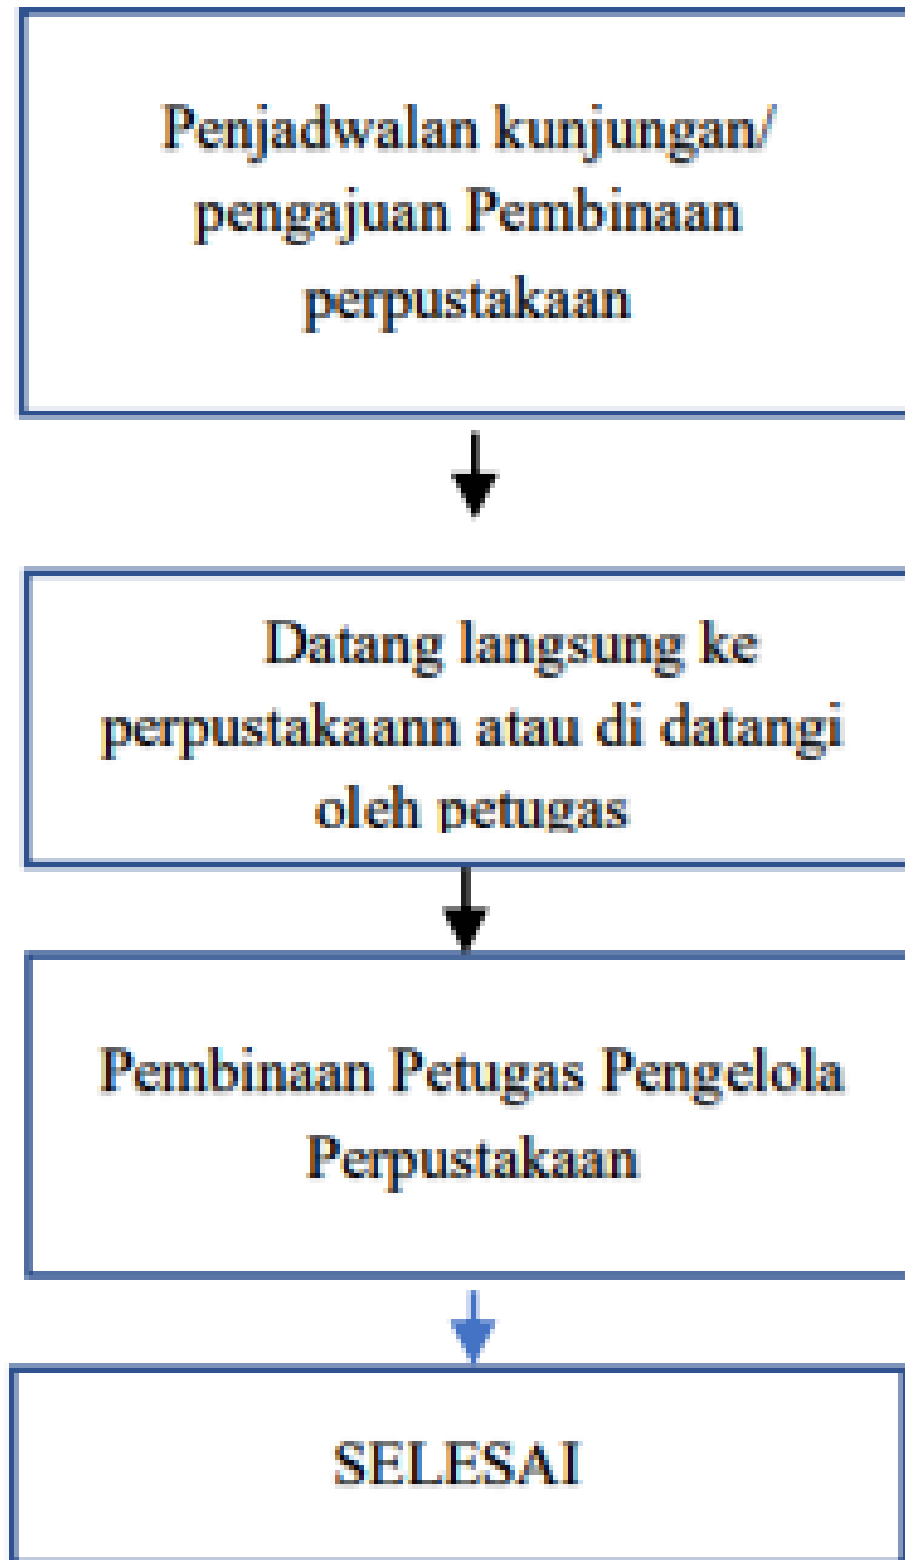 Penjadwalan kunjungan/
pengajuan Pembinaan
perpustakaan
Datang langsung ke
perpustakaann atau di datangi
oleh petugas
Pembinaan Petugas Pengelola
Perpustakaan
SELESAI